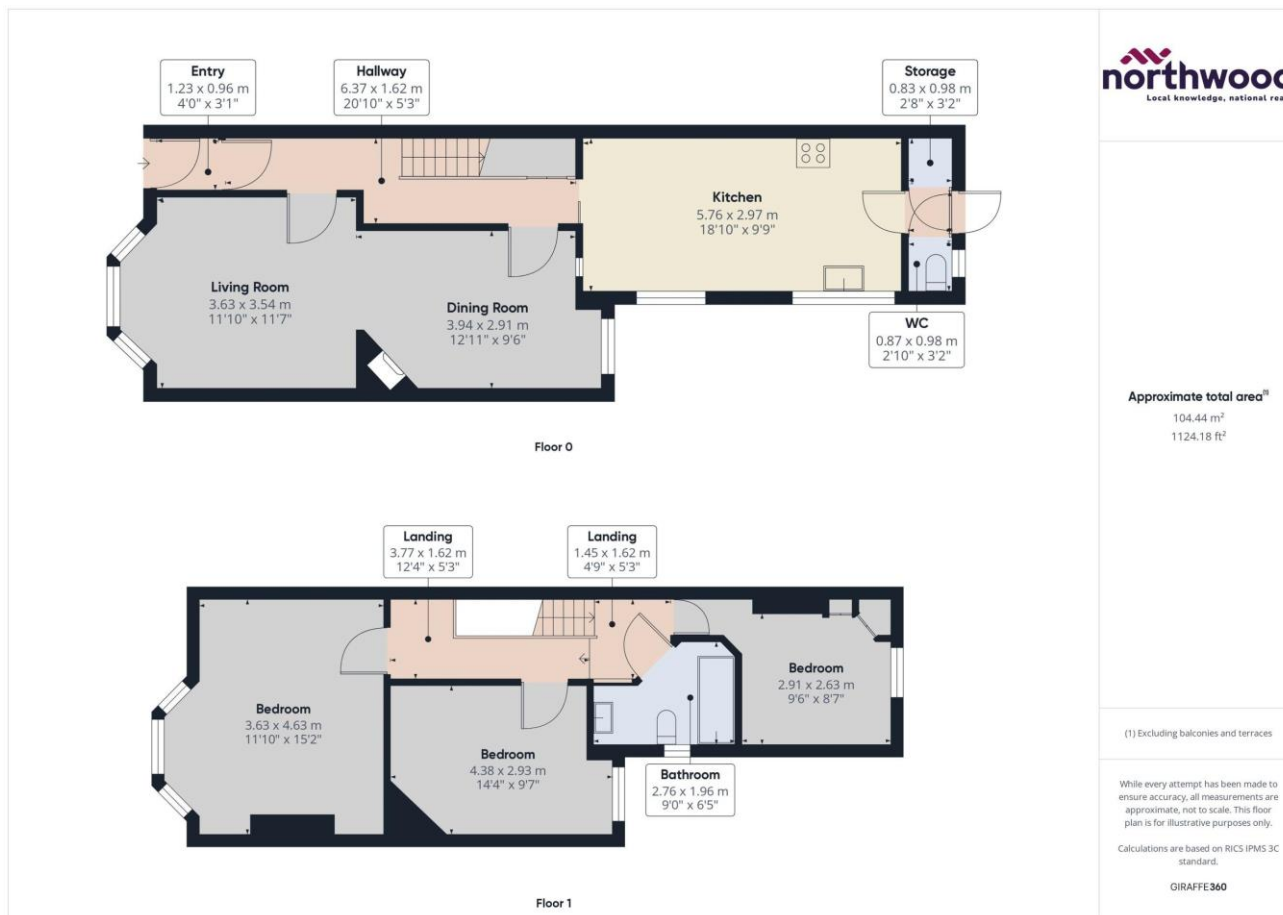 Entry
1.23 x 0.96 m
4'0" x 3'1"
Hallway
6.37 x 1.62 m
20'10" x 5'3"
Storage
0.83 x 0.98 m
2'8" x 3'2"
Kitchen
5.76 x 2.97 m
18'10" x 9'9"
Living Room
3.63 x 3.54 m
11'10" x 11'7"
Dining Room
3.94 x 2.91 m
12'11" x 9'6"
WC
0.87 x 0.98 m
2'10" x 3'2"
Floor 0
Landing
3.77 x 1.62 m
12'4" x 5'3"
Landing
1.45 x 1.62 m
4'9" x 5'3"
Bedroom
3.63 x 4.63 m
11'10" x 15'2"
Bedroom
4.38 x 2.93 m
14'4" x 9'7"
Bedroom
2.91 x 2.63 m
9'6" x 8'7"
Bathroom
2.76 x 1.96 m
9'0" x 6'5"
Floor 1
northwood
Local knowledge, national rea
Approximate total area(1)
104.44 m²
1124.18 ft²
(1) Excluding balconies and terraces
While every attempt has been made to
ensure accuracy, all measurements are
approximate, not to scale. This floor
plan is for illustrative purposes only.
Calculations are based on RICS IPMS 3C
standard.
GIRAFFE360